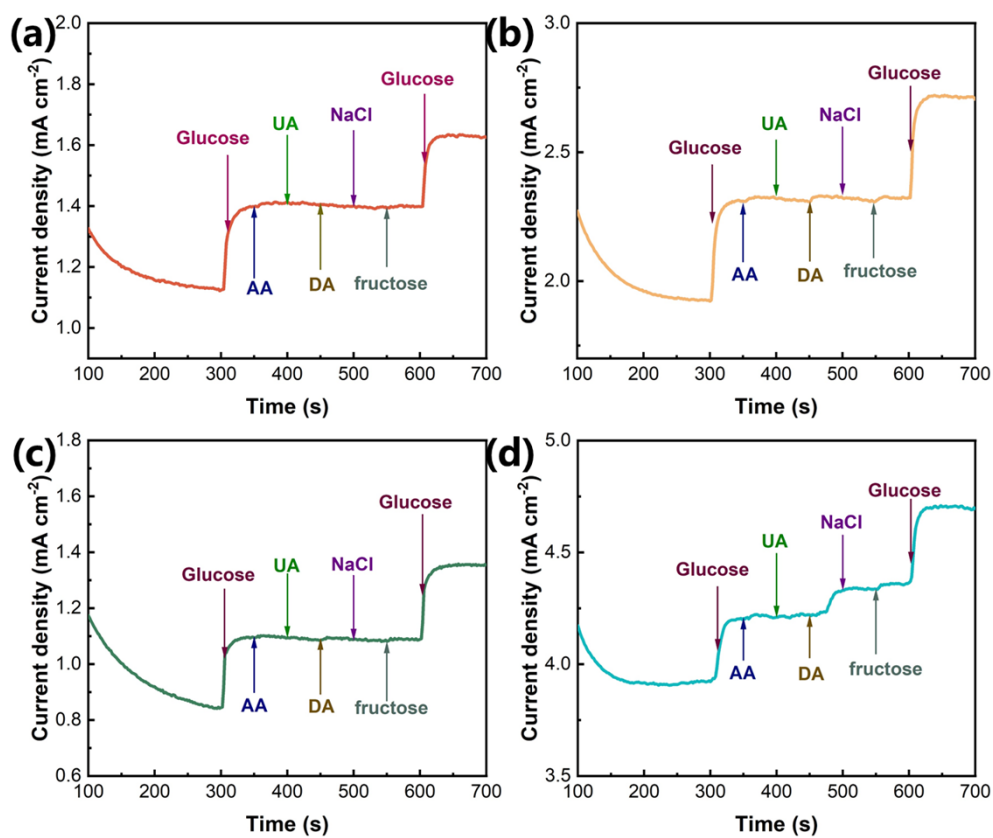 (a)
2.0
1.8
1.6
1.4
1.2
1.0
Current density (mA cm⁻²)
Glucose
UA
NaCl
Glucose
AA
DA
fructose
100 200 300 400 500 600 700
Time (s)
(b)
3.0
2.5
2.0
Current density (mA cm⁻²)
Glucose
UA
NaCl
Glucose
AA
DA
fructose
100 200 300 400 500 600 700
Time (s)
(c)
1.8
1.6
1.4
1.2
1.0
0.8
0.6
Current density (mA cm⁻²)
Glucose
UA
NaCl
Glucose
AA
DA
fructose
100 200 300 400 500 600 700
Time (s)
(d)
5.0
4.5
4.0
3.5
Current density (mA cm⁻²)
Glucose
UA
NaCl
Glucose
AA
DA
fructose
100 200 300 400 500 600 700
Time (s)